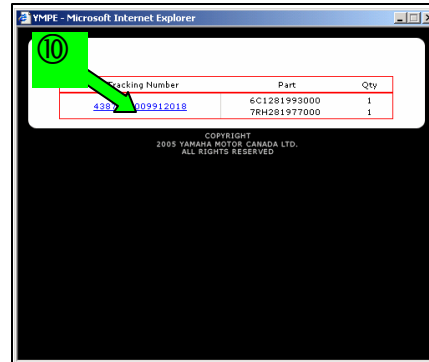 YMPE - Microsoft Internet Explorer
⑩
Tracking Number Part Qty
6C1281993000 1
7RH281977000 1
COPYRIGHT
2005 YAMAHA MOTOR CANADA LTD.
ALL RIGHTS RESERVED